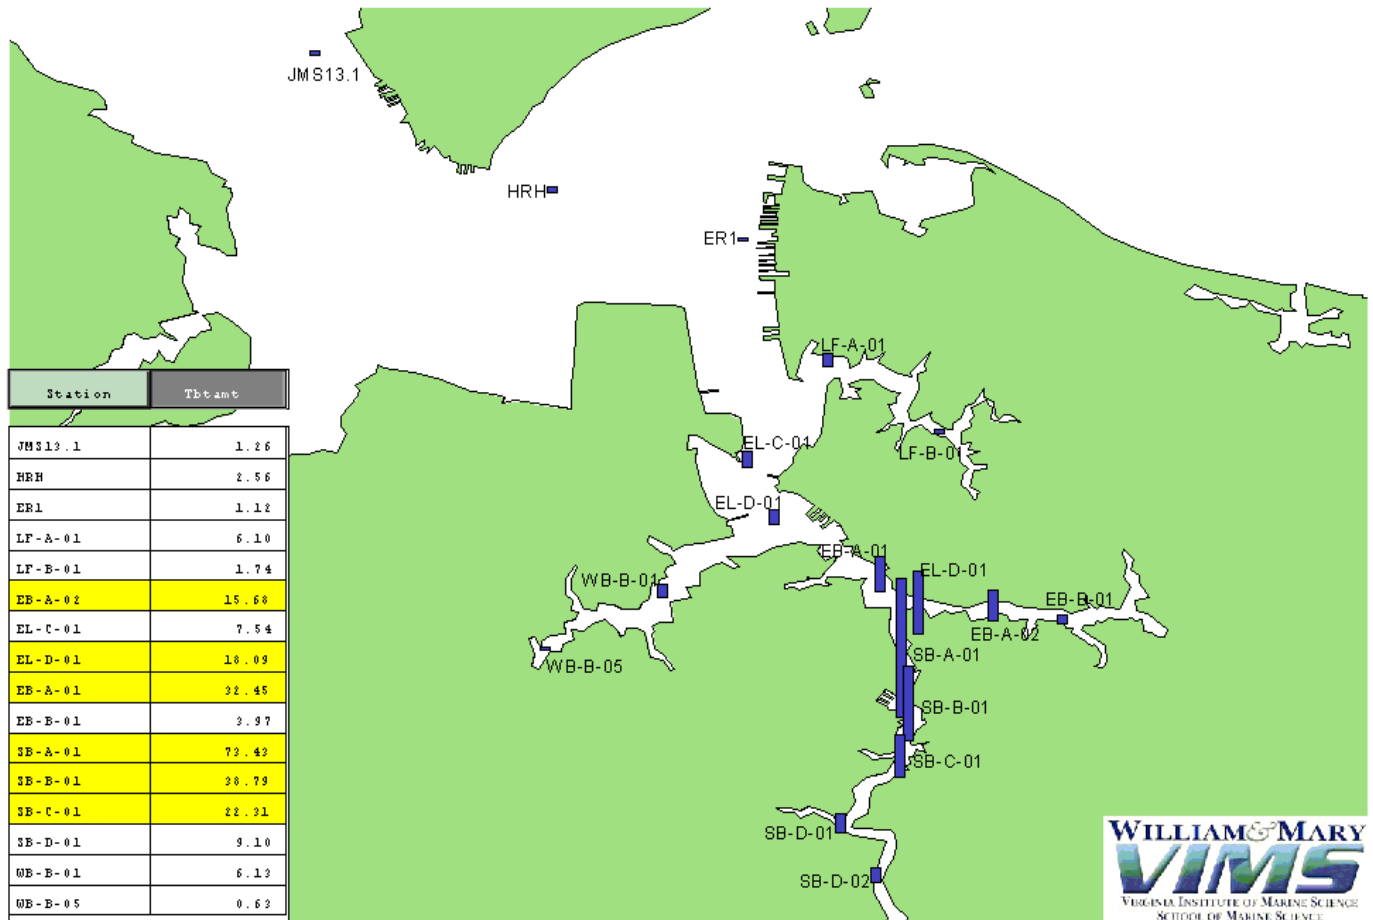 JMS13.1
HRH
ER1
LF-A-01
LF-B-01
EL-C-01
EL-D-01
EB-A-01
EL-D-01
WB-B-01
EB-B-01
EB-A-02
WB-B-05
SB-A-01
SB-B-01
SB-C-01
SB-D-01
SB-D-02
Station Tbtamt
JMS13.1 1.26
HRH 2.56
ER1 1.12
LF-A-01 6.10
LF-B-01 1.74
EB-A-02 15.68
EL-C-01 7.54
EL-D-01 18.09
EB-A-01 32.45
EB-B-01 3.97
SB-A-01 73.43
SB-B-01 38.79
SB-C-01 22.31
SB-D-01 9.10
WB-B-01 6.13
WB-B-05 0.63
WILLIAM & MARY
VIMS
VIRGINIA INSTITUTE OF MARINE SCIENCE
SCHOOL OF MARINE SCIENCE